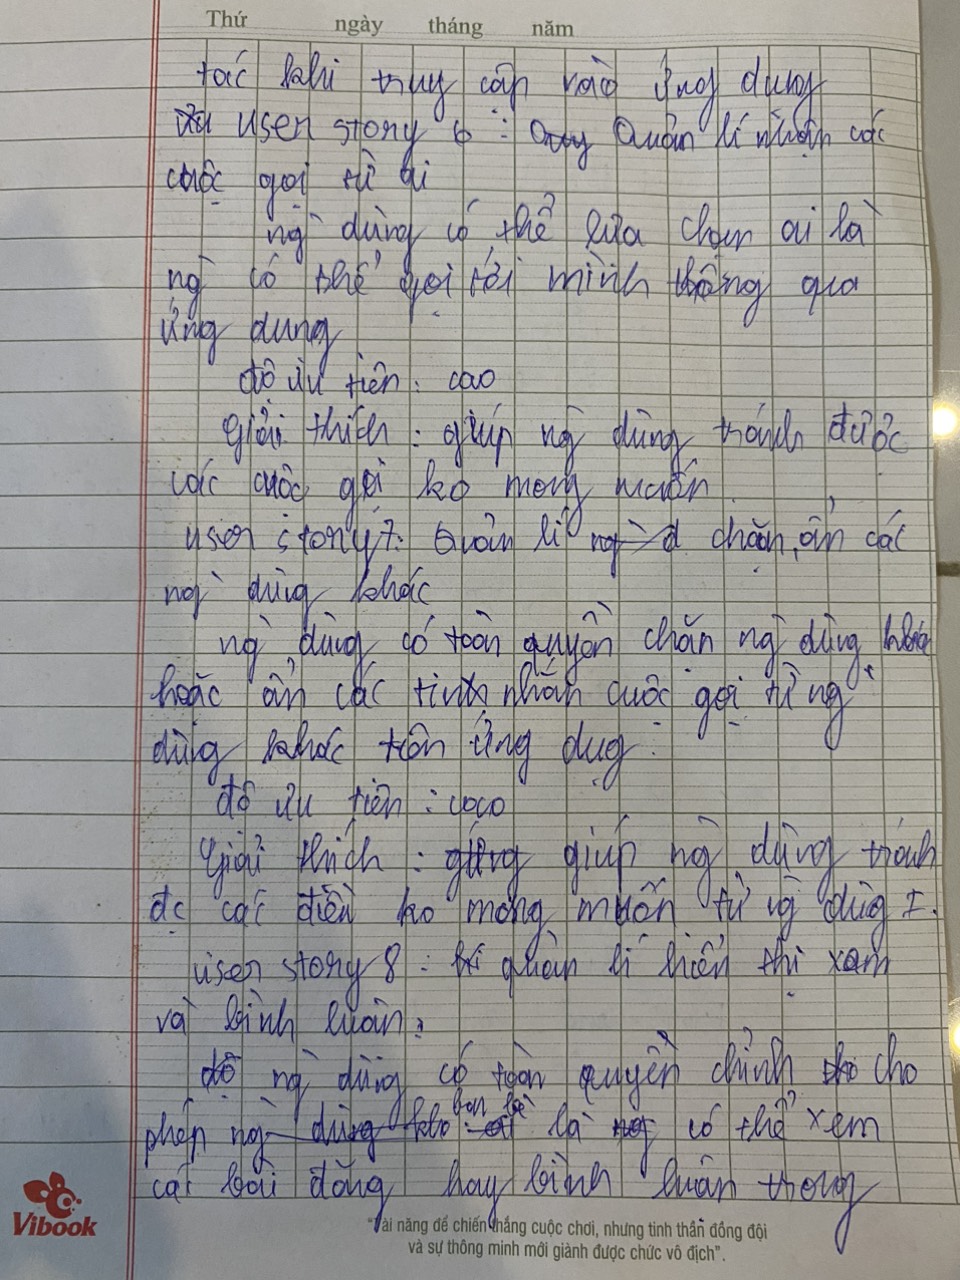 Thứ ngày tháng năm
tác khi truy cập vào ứng dụng
user story 6 : Quản lí nhận các
cuộc gọi từ ai
ng` dùng có thể lựa chọn ai là
ng` có thể gọi tới mình thông qua
ứng dụng
độ ưu tiên : cao
Giải thích : giúp ng` dùng tránh được
các cuộc gọi ko mong muốn.
user story 7: Quản lí chặn, ẩn các
ng` dùng khác
ng` dùng có toàn quyền chặn ng` dùng khác
hoặc ẩn các tin nhắn cuộc gọi từ ng`
dùng khác trên ứng dụg.
độ ưu tiên : cao
Giải thích : giúp ng` dùng tránh
đc các điều ko mong muốn từ ng` dùg
user story 8 : quản lí hiển thị xem
và bình luận :
ng` dùng có toàn quyền chỉnh cho
phép bạn bè là có thể xem
các bài đăng hay bình luận trong
Vibook
"Tài năng để chiến thắng cuộc chơi, nhưng tinh thần đồng đội
và sự thông minh mới giành được chức vô địch".